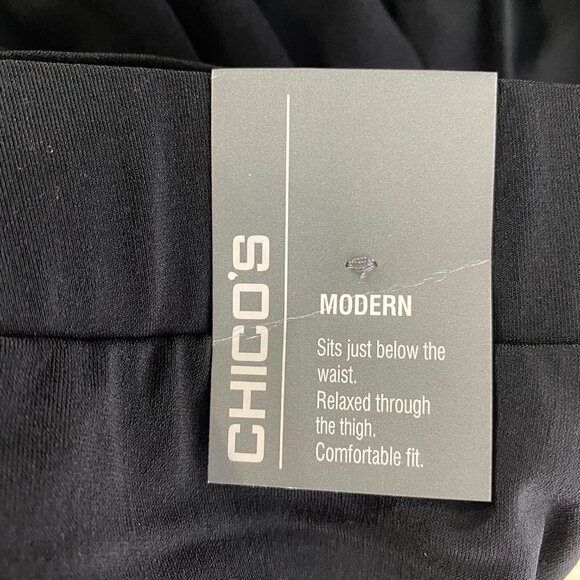 CHICO'S
MODERN
Sits just below the
waist.
Relaxed through
the thigh.
Comfortable fit.